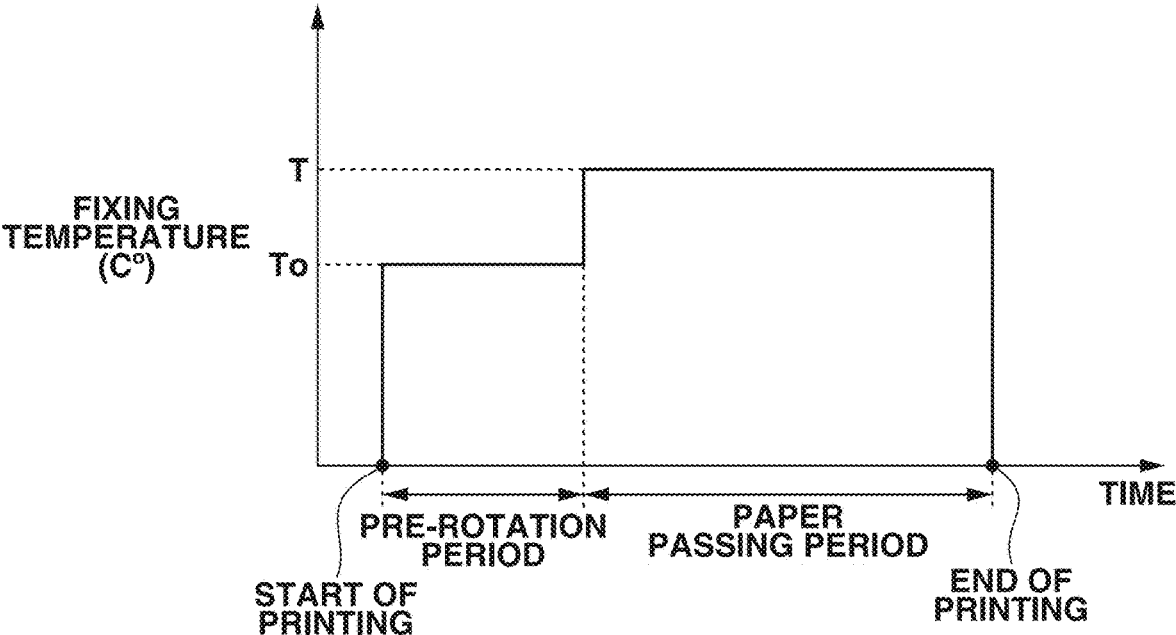 T
FIXING
TEMPERATURE
(C°)
To
TIME
PRE-ROTATION
PERIOD
PAPER
PASSING PERIOD
START OF
PRINTING
END OF
PRINTING